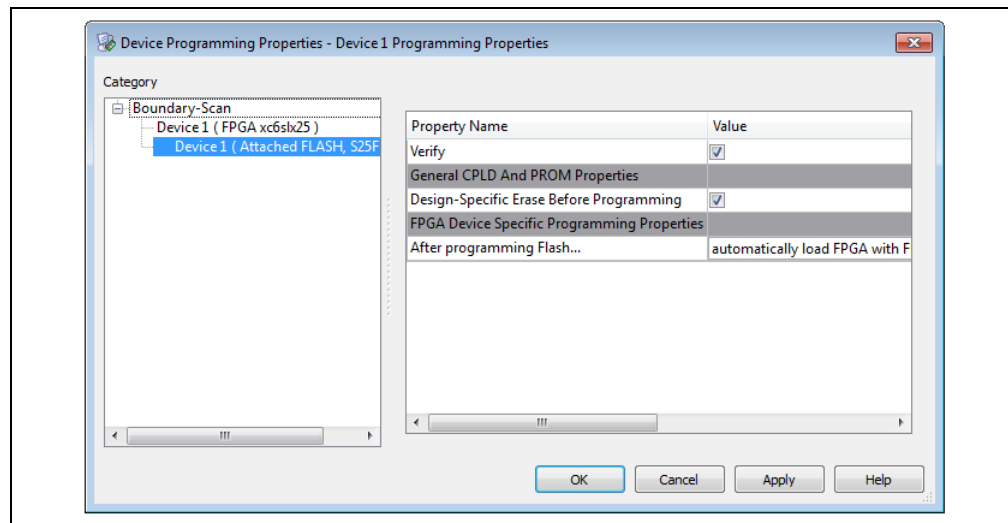 Device Programming Properties - Device 1 Programming Properties
Category
Boundary-Scan
Device 1 ( FPGA xc6slx25 )
Device 1 ( Attached FLASH, S25F
Property Name Value
Verify
General CPLD And PROM Properties
Design-Specific Erase Before Programming
FPGA Device Specific Programming Properties
After programming Flash... automatically load FPGA with F
OK Cancel Apply Help